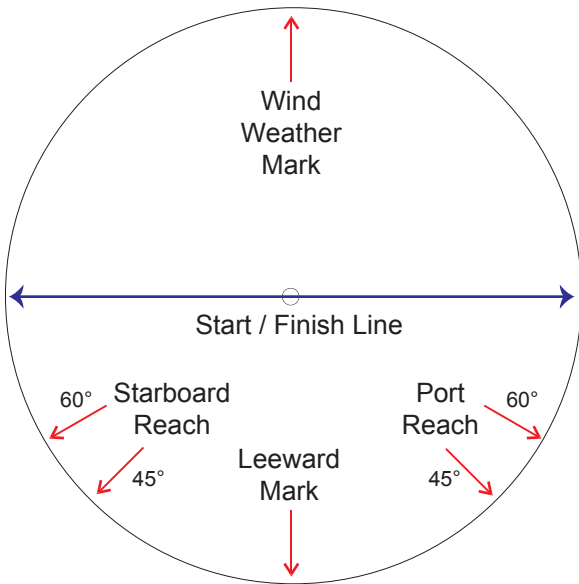 Wind
Weather
Mark
Start / Finish Line
60°
Starboard
Reach
45°
Port
Reach
60°
45°
Leeward
Mark